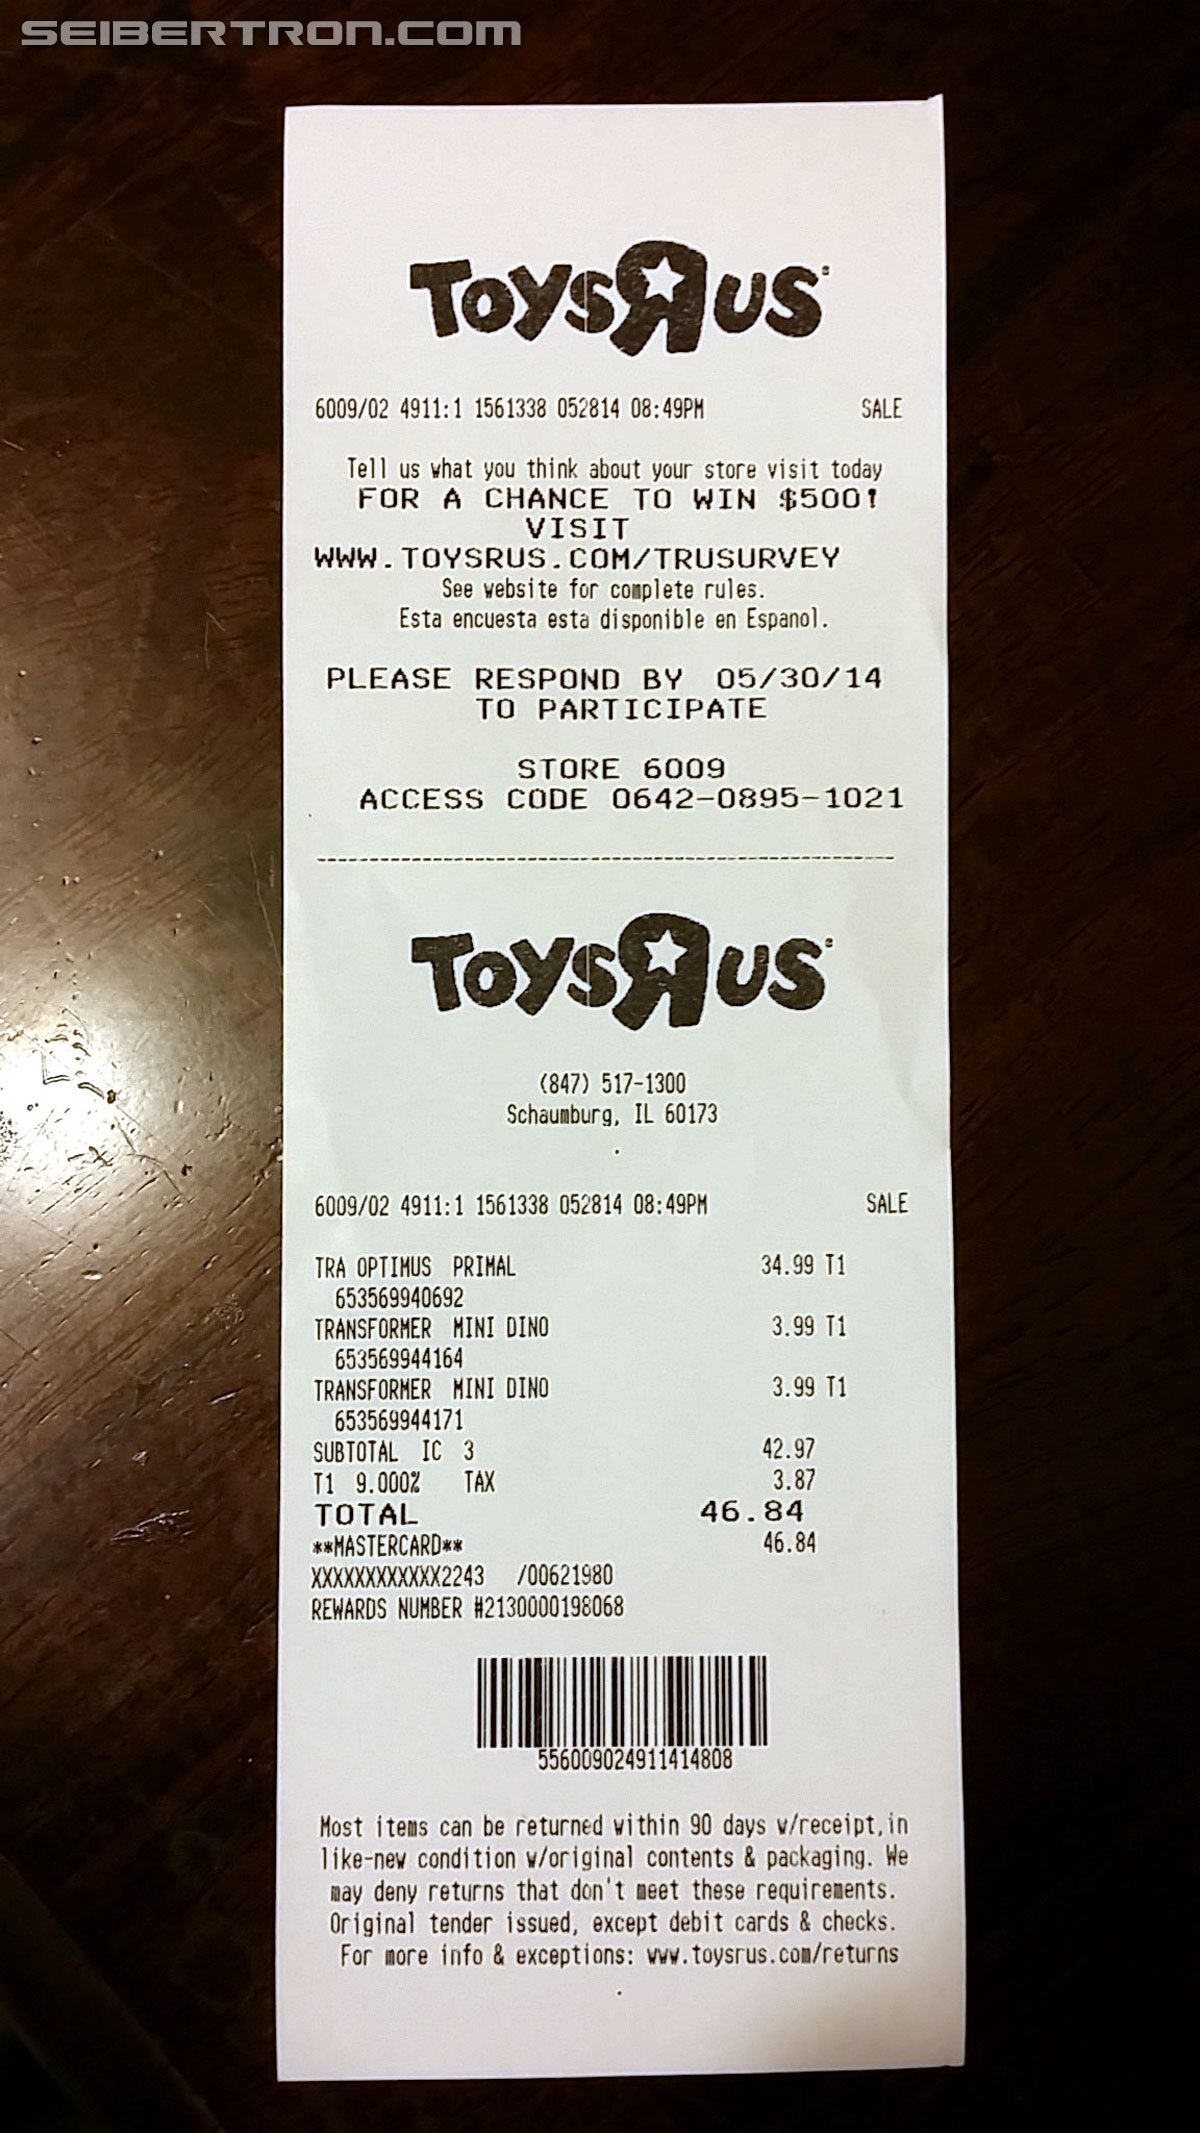 SEIBERTRON.COM
ToysRus
6009/02 4911:1 1561338 052814 08:49PM SALE
Tell us what you think about your store visit today
FOR A CHANCE TO WIN $500!
VISIT
WWW.TOYSRUS.COM/TRUSURVEY
See website for complete rules.
Esta encuesta esta disponible en Espanol.
PLEASE RESPOND BY 05/30/14
TO PARTICIPATE
STORE 6009
ACCESS CODE 0642-0895-1021
ToysRus
(847) 517-1300
Schaumburg, IL 60173
6009/02 4911:1 1561338 052814 08:49PM SALE
TRA OPTIMUS PRIMAL 34.99 T1
653569940692
TRANSFORMER MINI DINO 3.99 T1
653569944164
TRANSFORMER MINI DINO 3.99 T1
653569944171
SUBTOTAL IC 3 42.97
T1 9.000% TAX 3.87
TOTAL 46.84
**MASTERCARD** 46.84
XXXXXXXXXXXX2243 /00621980
REWARDS NUMBER #2130000198068
556009024911414808
Most items can be returned within 90 days w/receipt,in
like-new condition w/original contents & packaging. We
may deny returns that don't meet these requirements.
Original tender issued, except debit cards & checks.
For more info & exceptions: www.toysrus.com/returns